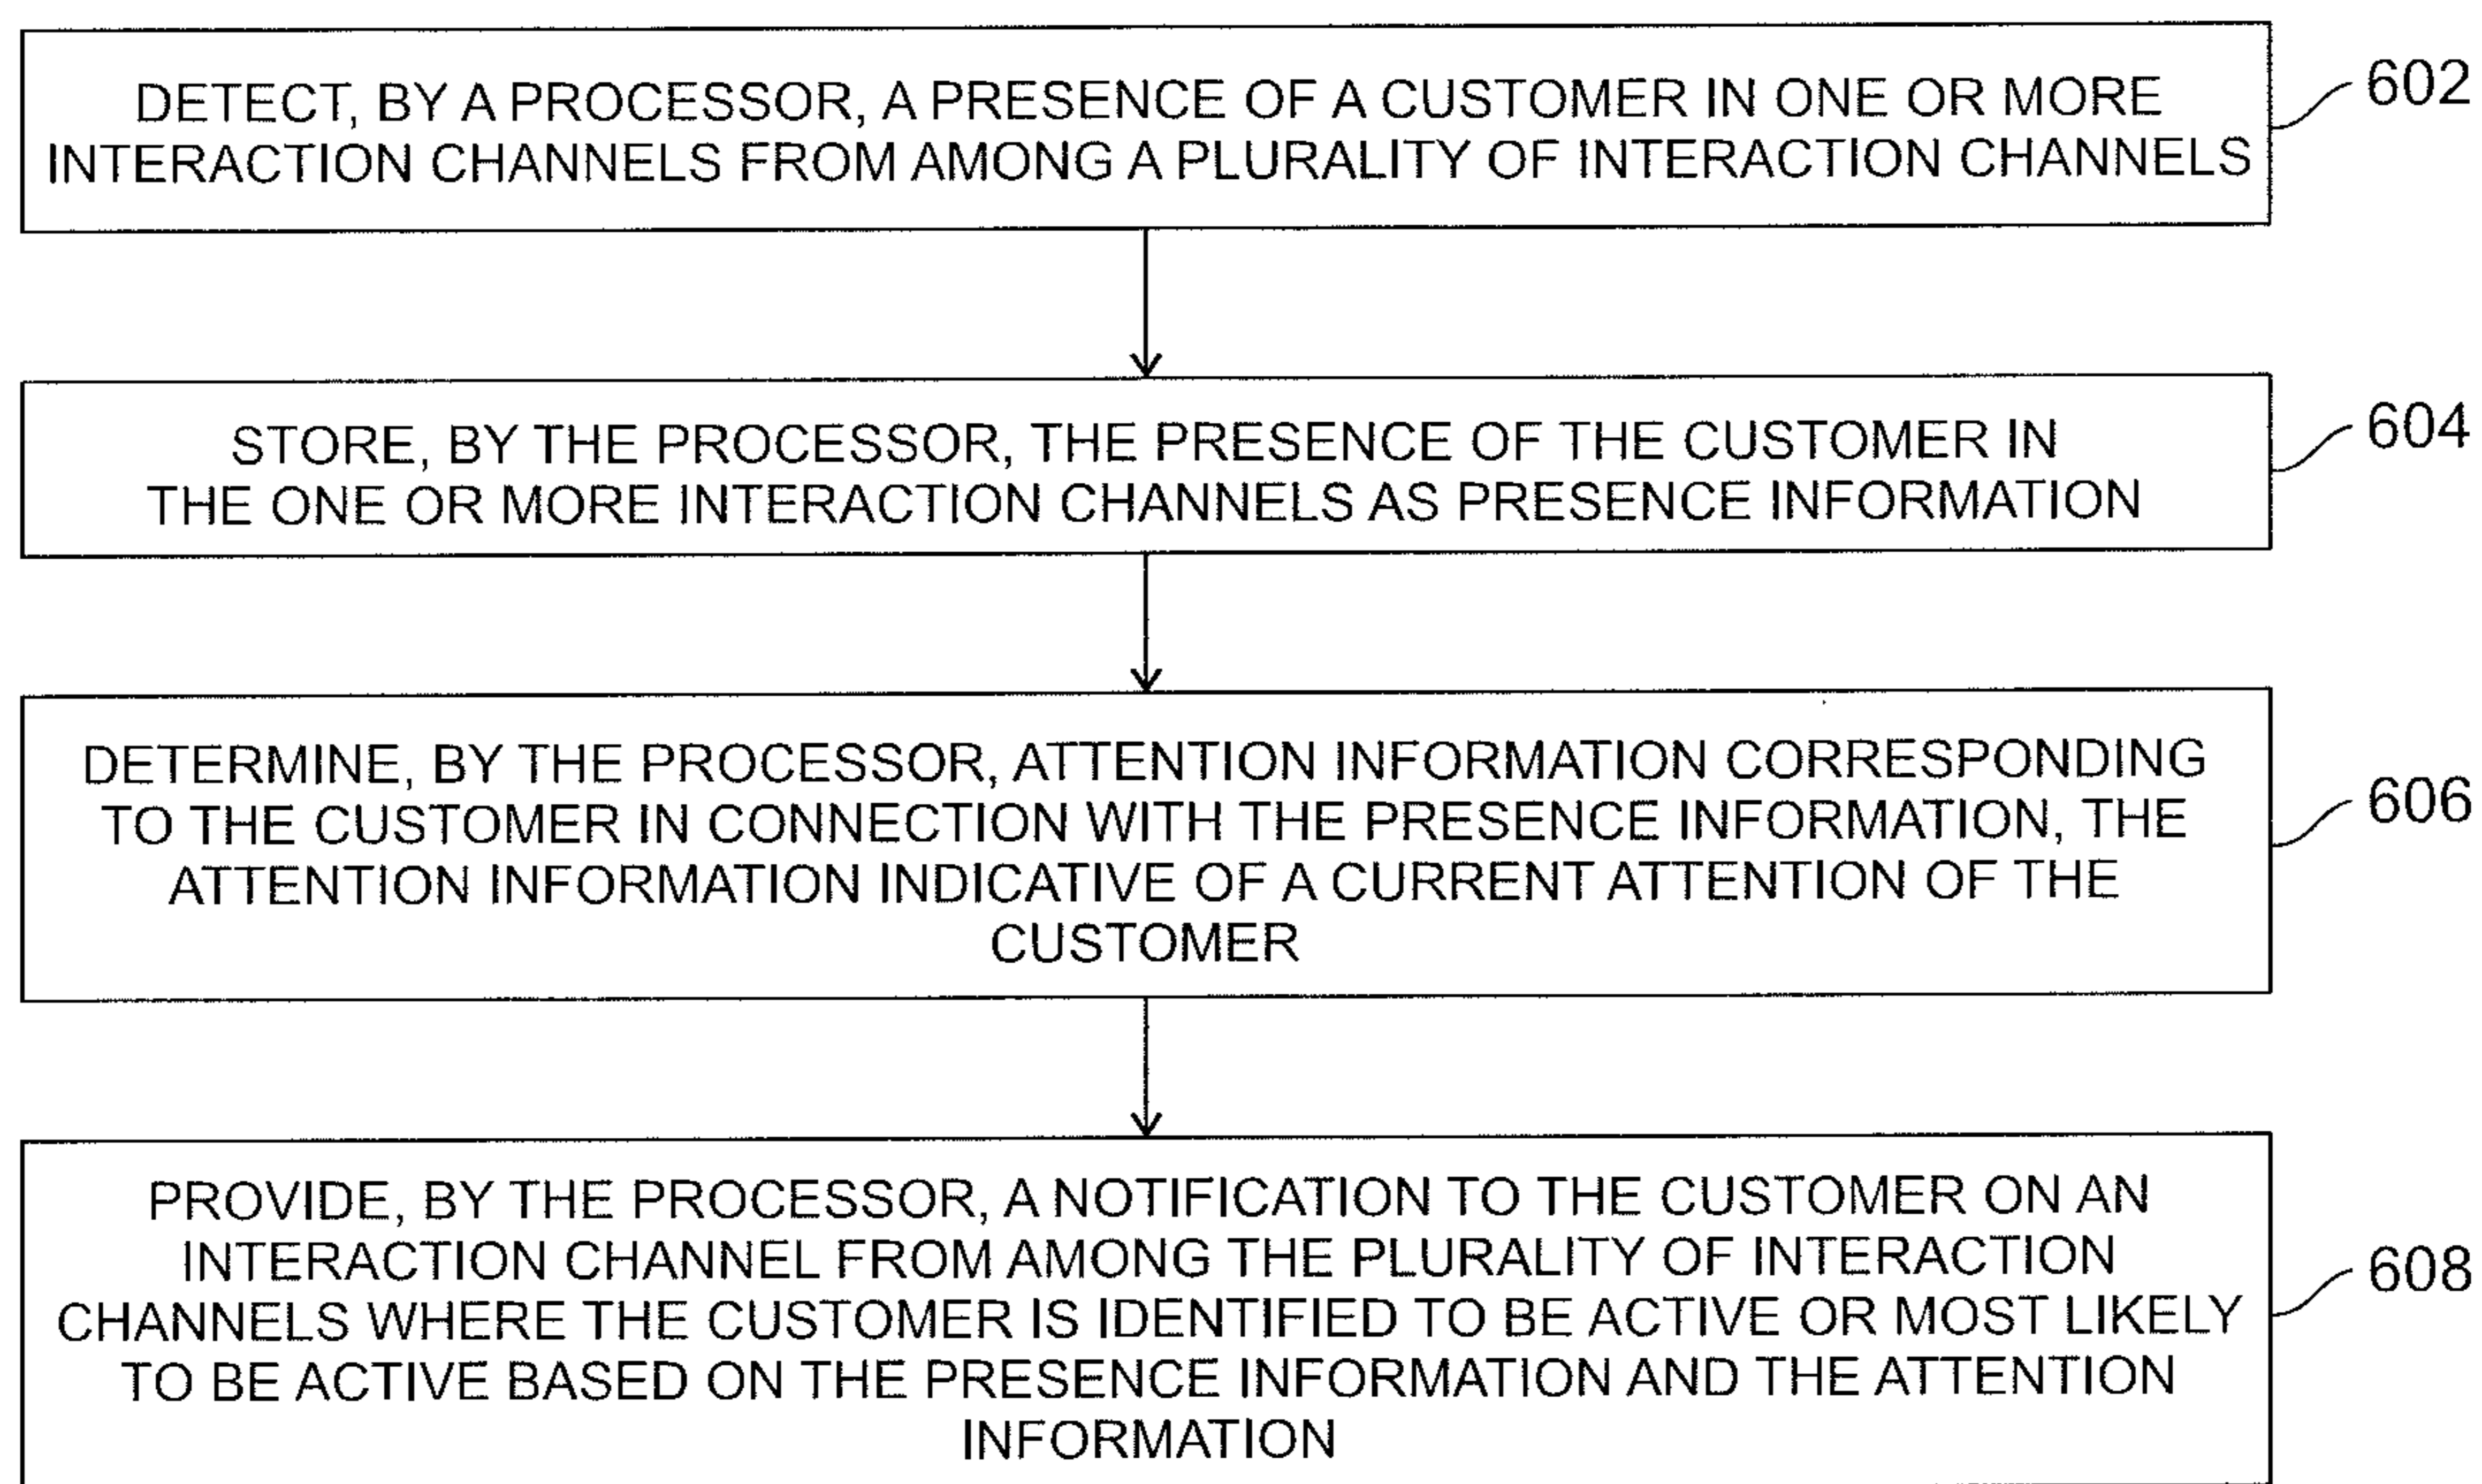 DETECT, BY A PROCESSOR, A PRESENCE OF A CUSTOMER IN ONE OR MORE
INTERACTION CHANNELS FROM AMONG A PLURALITY OF INTERACTION CHANNELS
602
STORE, BY THE PROCESSOR, THE PRESENCE OF THE CUSTOMER IN
THE ONE OR MORE INTERACTION CHANNELS AS PRESENCE INFORMATION
604
DETERMINE, BY THE PROCESSOR, ATTENTION INFORMATION CORRESPONDING
TO THE CUSTOMER IN CONNECTION WITH THE PRESENCE INFORMATION, THE
ATTENTION INFORMATION INDICATIVE OF A CURRENT ATTENTION OF THE
CUSTOMER
606
PROVIDE, BY THE PROCESSOR, A NOTIFICATION TO THE CUSTOMER ON AN
INTERACTION CHANNEL FROM AMONG THE PLURALITY OF INTERACTION
CHANNELS WHERE THE CUSTOMER IS IDENTIFIED TO BE ACTIVE OR MOST LIKELY
TO BE ACTIVE BASED ON THE PRESENCE INFORMATION AND THE ATTENTION
INFORMATION
608